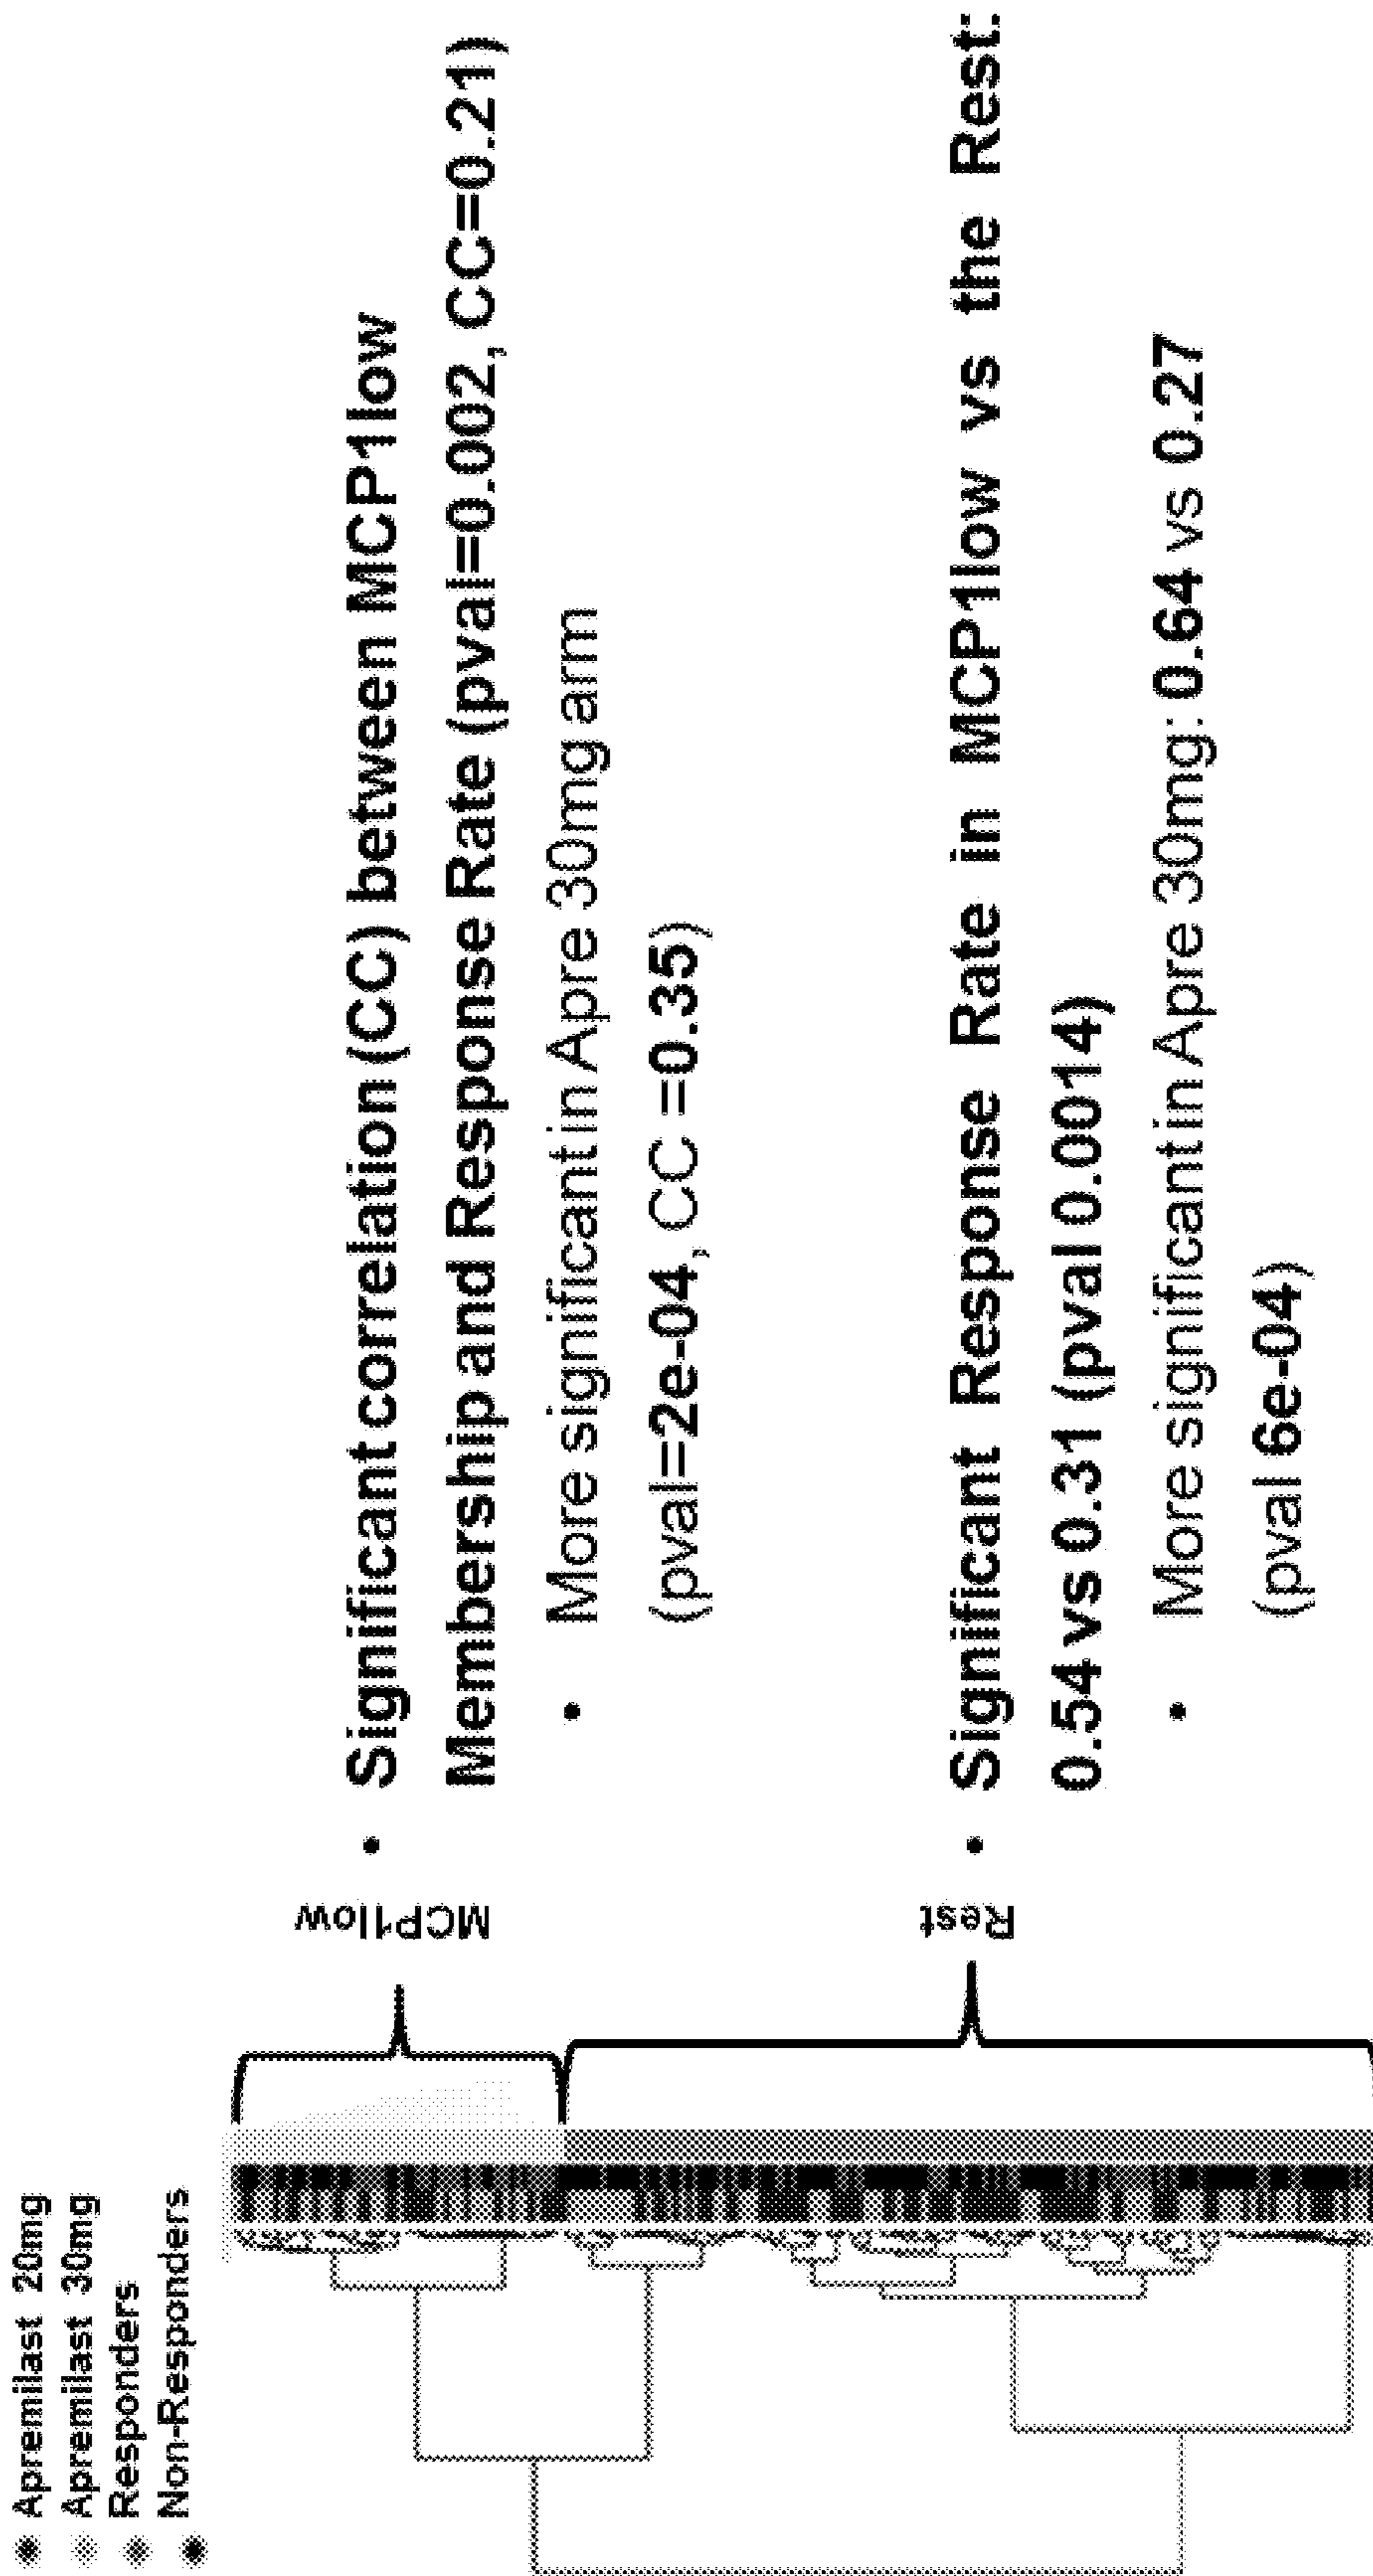 Apremilast 20mg
Apremilast 30mg
Responders
Non-Responders
MCP1low
Rest
• Significant correlation (CC) between MCP1low
Membership and Response Rate (pval=0.002, CC=0.21)
• More significant in Apre 30mg arm
(pval=2e-04, CC =0.35)
• Significant Response Rate in MCP1low vs the Rest:
0.54 vs 0.31 (pval 0.0014)
• More significant in Apre 30mg: 0.64 vs 0.27
(pval 6e-04)